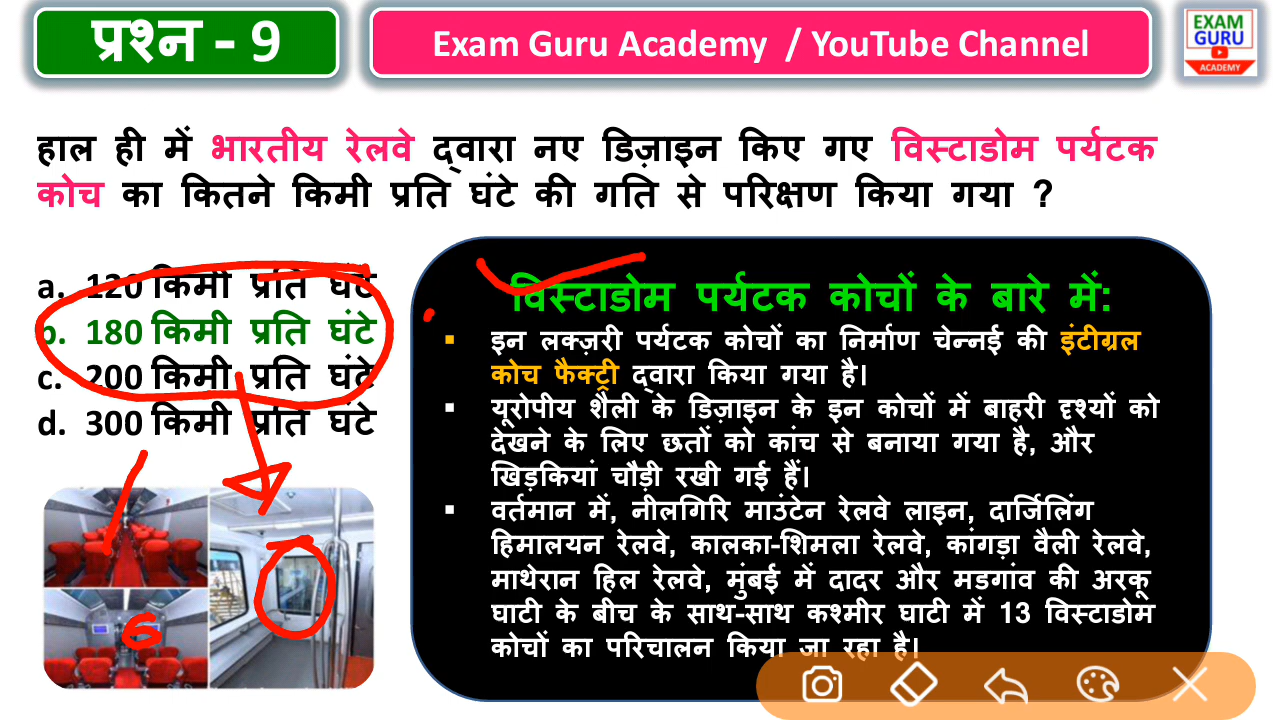 प्रश्न - 9
Exam Guru Academy / YouTube Channel
EXAM
GURU
ACADEMY
हाल ही में भारतीय रेलवे द्वारा नए डिज़ाइन किए गए विस्टाडोम पर्यटक
कोच का कितने किमी प्रति घंटे की गति से परिक्षण किया गया ?
a. 120 किमी प्रति घंटे
b. 180 किमी प्रति घंटे
c. 200 किमी प्रति घंटे
d. 300 किमी प्रति घंटे
विस्टाडोम पर्यटक कोचों के बारे में:
▪ इन लक्ज़री पर्यटक कोचों का निर्माण चेन्नई की इंटीग्रल
कोच फैक्ट्री द्वारा किया गया है।
▪ यूरोपीय शैली के डिज़ाइन के इन कोचों में बाहरी दृश्यों को
देखने के लिए छतों को कांच से बनाया गया है, और
खिड़कियां चौड़ी रखी गई हैं।
▪ वर्तमान में, नीलगिरि माउंटेन रेलवे लाइन, दार्जिलिंग
हिमालयन रेलवे, कालका-शिमला रेलवे, कांगड़ा वैली रेलवे,
माथेरान हिल रेलवे, मुंबई में दादर और मडगांव की अरकू
घाटी के बीच के साथ-साथ कश्मीर घाटी में 13 विस्टाडोम
कोचों का परिचालन किया जा रहा है।